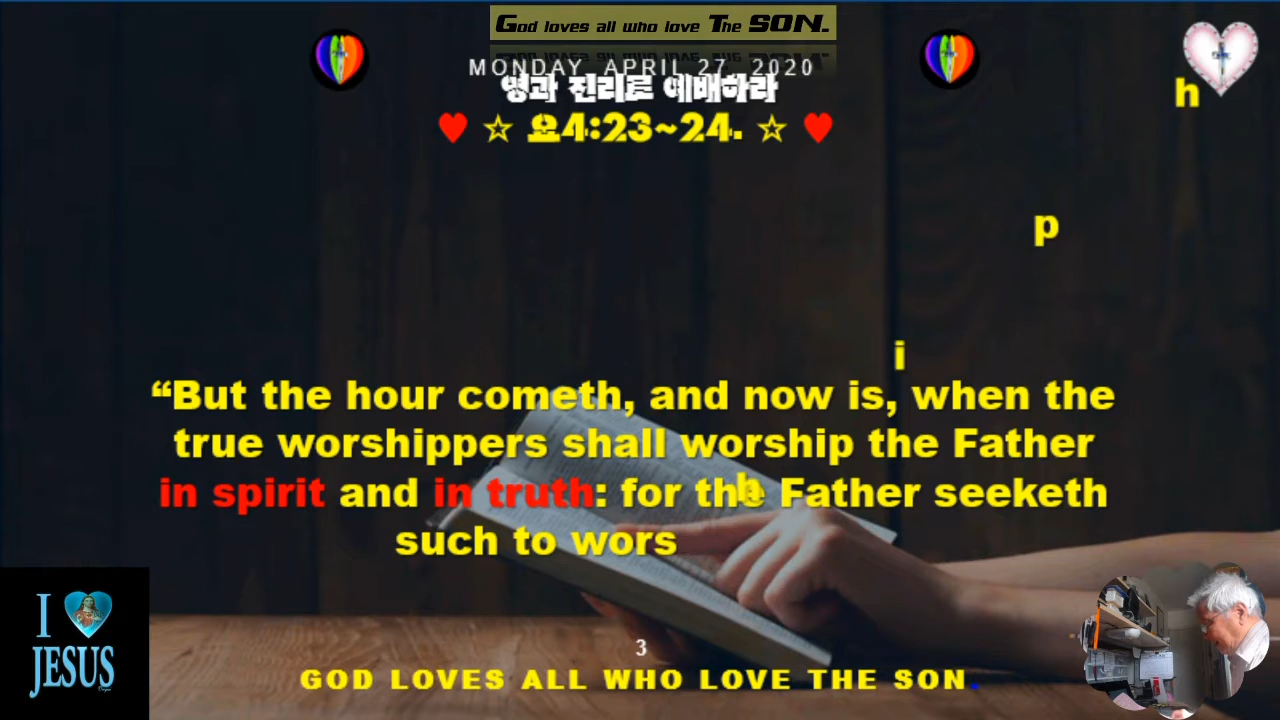 God loves all who love The SON.
MONDAY, APRIL 27, 2020
영과 진리로 예배하라
♥ ☆ 요4:23~24. ☆ ♥
h
p
i
“But the hour cometh, and now is, when the
true worshippers shall worship the Father
in spirit and in truth: for the Father seeketh
h
such to wors
I
JESUS
3
GOD LOVES ALL WHO LOVE THE SON.